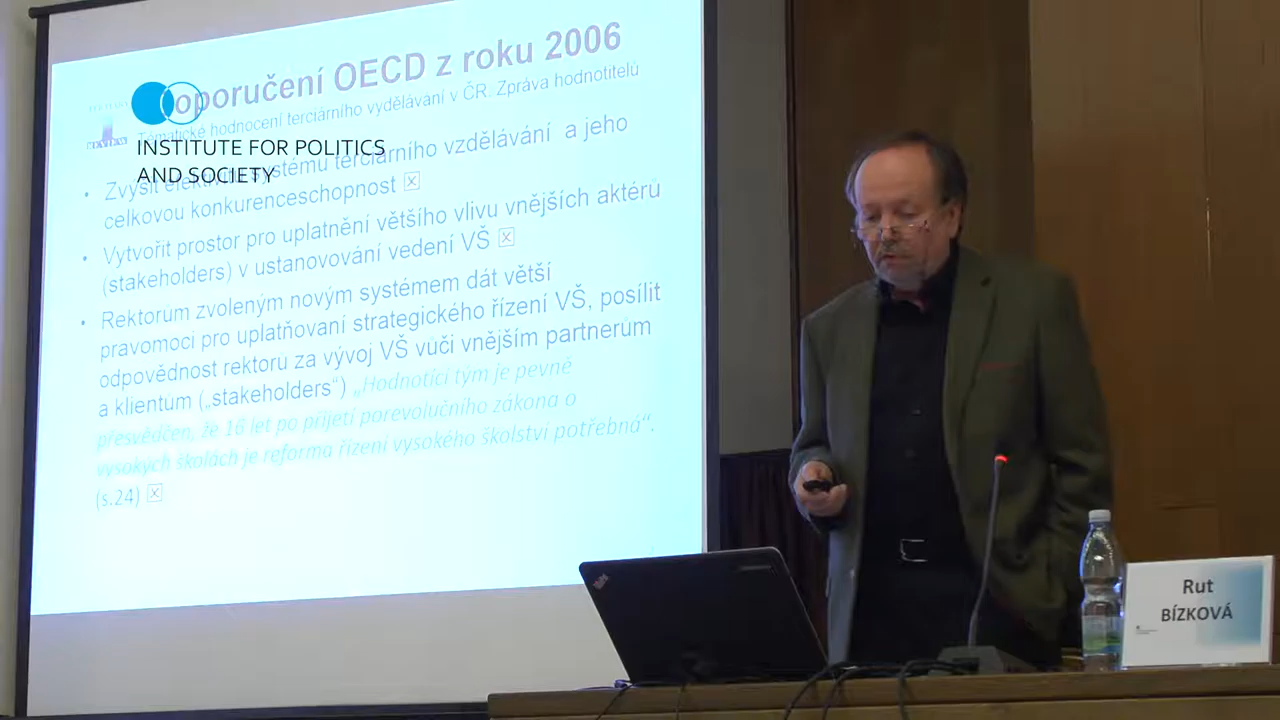 oporučení OECD z roku 2006
Tématické hodnocení terciárního vydělávání v ČR. Zpráva hodnotitelů
INSTITUTE FOR POLITICS
AND SOCIETY
• Zvýšit efektivitu systému terciárního vzdělávání a jeho
celkovou konkurenceschopnost ☒
• Vytvořit prostor pro uplatnění většího vlivu vnějších aktérů
(stakeholders) v ustanovování vedení VŠ ☒
• Rektorům zvoleným novým systémem dát větší
pravomoci pro uplatňovaní strategického řízení VŠ, posílit
odpovědnost rektorů za vývoj VŠ vůči vnějším partnerům
a klientům („stakeholders“) „Hodnotící tým je pevně
přesvědčen, že 16 let po přijetí porevolučního zákona o
vysokých školách je reforma řízení vysokého školství potřebná“.
(s.24) ☒
Rut
BÍZKOVÁ